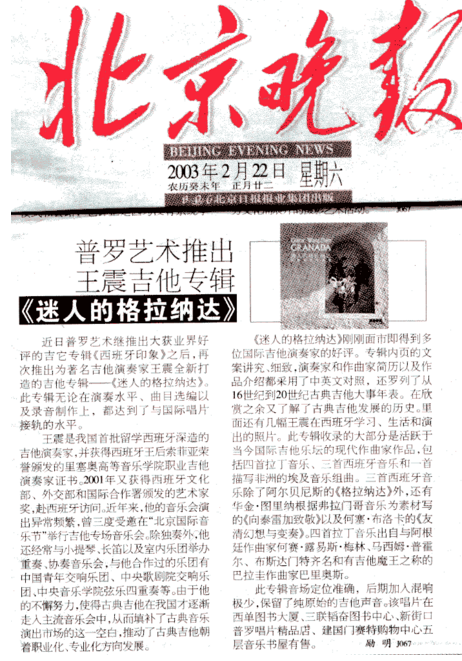 北京晚报
BEIJING EVENING NEWS
2003年2月22日 星期六
农历癸未年 正月廿二
北京日报报业集团出版
普罗艺术推出
王震吉他专辑
《迷人的格拉纳达》
GRANADA
近日普罗艺术继推出大获业界好
评的吉它专辑《西班牙印象》之后，再
次推出为著名吉他演奏家王震全新打
造的吉他专辑——《迷人的格拉纳达》。
此专辑无论在演奏水平、曲目选编以
及录音制作上，都达到了与国际唱片
接轨的水平。
王震是我国首批留学西班牙深造的
吉他演奏家，并获得西班牙王后索菲亚荣
誉颁发的里塞奥高等音乐学院职业吉他
演奏家证书。2001年又获得西班牙文化
部、外交部和国际合作署颁发的艺术家
奖，赴西班牙访问。近年来，他的音乐会演
出异常频繁，曾三度受邀在“北京国际音
乐节”举行吉他专场音乐会。除独奏外，他
还经常与小提琴、长笛以及室内乐团举办
重奏、协奏音乐会，与他合作过的乐团有
中国青年交响乐团、中央歌剧院交响乐
团、中央音乐学院弦乐四重奏等。由于他
的不懈努力，使得古典吉他在我国才逐渐
走入主流音乐会中，从而填补了古典音乐
演出市场的这一空白，推动了古典吉他朝
着职业化、专业化方向发展。
《迷人的格拉纳达》刚刚面市即得到多
位国际吉他演奏家的好评。专辑内页的文
案讲究、细致，演奏家和作曲家简历以及作
品介绍都采用了中英文对照，还罗列了从
16世纪到20世纪古典吉他大事年表。在欣
赏之余又了解了古典吉他发展的历史。里
面还有几幅王震在西班牙学习、生活和演
出的照片。此专辑收录的大部分是活跃于
当今国际吉他乐坛的现代作曲家作品，包
括四首拉丁音乐、三首西班牙音乐和一首
描写非洲的埃及音乐组曲。三首西班牙音
乐除了阿尔贝尼斯的《格拉纳达》外，还有
华金·图里纳根据弗拉门哥音乐为素材写
的《向泰雷加致敬》以及何塞·布洛卡的《友
清幻想与变奏》。四首拉丁音乐出自与阿根
廷作曲家何赛·露易斯·梅林、马西姆·普霍
尔、布斯达门特齐名和有吉他魔王之称的
巴拉圭作曲家巴里奥斯。
此专辑音场定位准确，后期加入混响
极少，保留了纯原始的吉他声音。该唱片在
西单图书大厦、三联韬奋图书中心、新街口
普罗唱片精品店、建国门赛特购物中心五
层音乐书屋有售。 励 明 J067